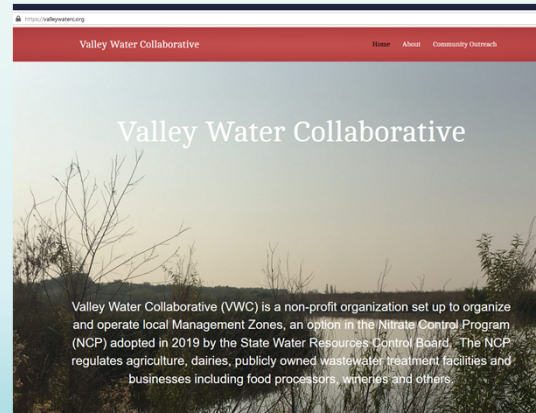 https://valleywaters.org
Valley Water Collaborative
Home About Community Outreach
Valley Water Collaborative
Valley Water Collaborative (VWC) is a non-profit organization set up to organize
and operate local Management Zones, an option in the Nitrate Control Program
(NCP) adopted in 2019 by the State Water Resources Control Board. The NCP
regulates agriculture, dairies, publicly owned wastewater treatment facilities and
businesses including food processors, wineries and others.